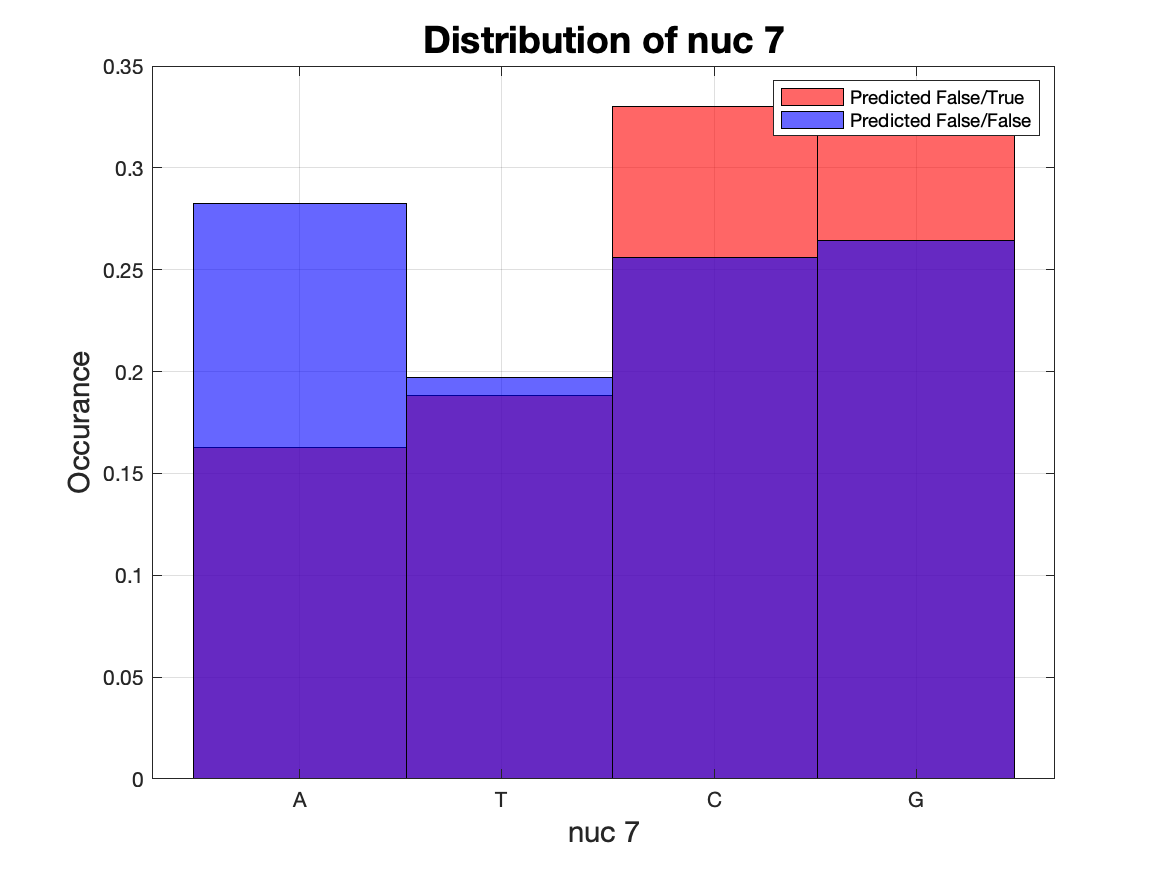 Distribution of nuc 7
0.35
0.3
0.25
0.2
0.15
0.1
0.05
0
Occurance
Predicted False/True
Predicted False/False
A T C G
nuc 7